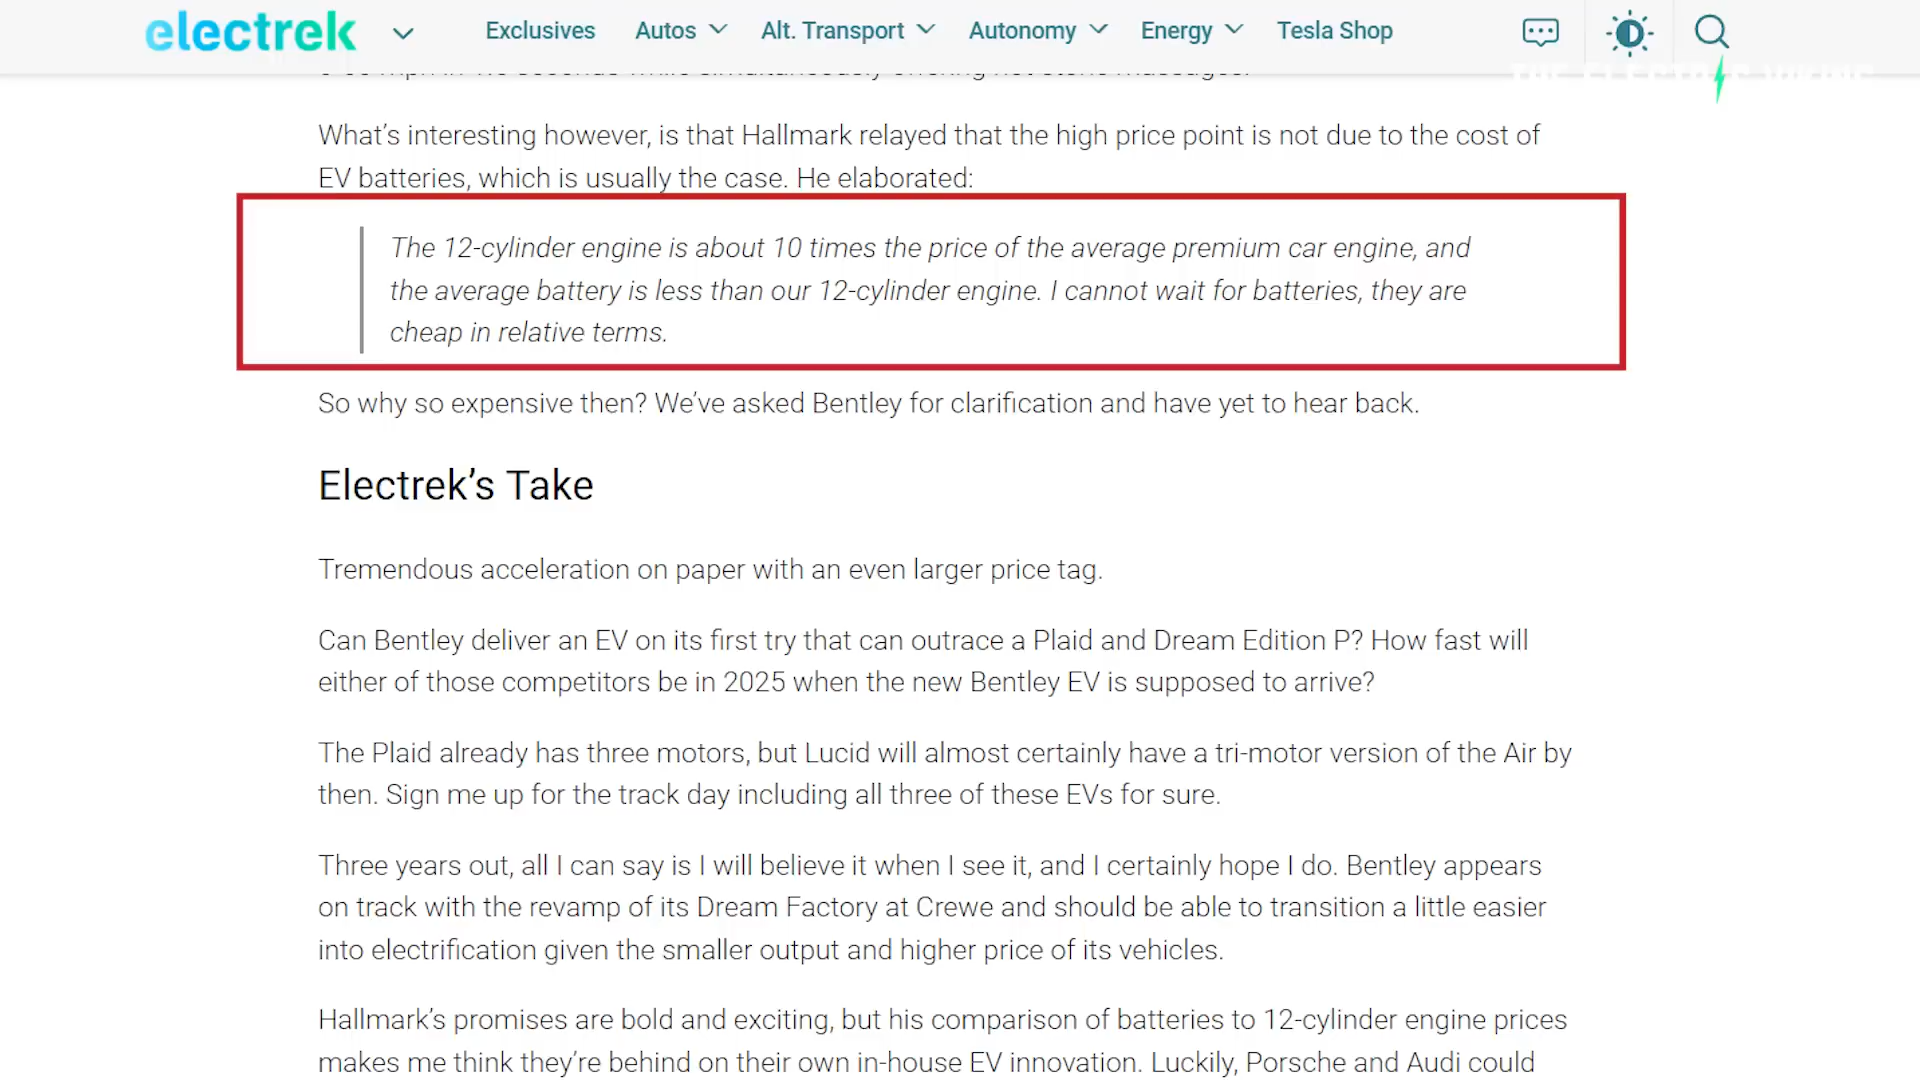 electrek Exclusives Autos Alt. Transport Autonomy Energy Tesla Shop
What’s interesting however, is that Hallmark relayed that the high price point is not due to the cost of
EV batteries, which is usually the case. He elaborated:
The 12-cylinder engine is about 10 times the price of the average premium car engine, and
the average battery is less than our 12-cylinder engine. I cannot wait for batteries, they are
cheap in relative terms.
So why so expensive then? We’ve asked Bentley for clarification and have yet to hear back.
Electrek’s Take
Tremendous acceleration on paper with an even larger price tag.
Can Bentley deliver an EV on its first try that can outrace a Plaid and Dream Edition P? How fast will
either of those competitors be in 2025 when the new Bentley EV is supposed to arrive?
The Plaid already has three motors, but Lucid will almost certainly have a tri-motor version of the Air by
then. Sign me up for the track day including all three of these EVs for sure.
Three years out, all I can say is I will believe it when I see it, and I certainly hope I do. Bentley appears
on track with the revamp of its Dream Factory at Crewe and should be able to transition a little easier
into electrification given the smaller output and higher price of its vehicles.
Hallmark’s promises are bold and exciting, but his comparison of batteries to 12-cylinder engine prices
makes me think they’re behind on their own in-house EV innovation. Luckily, Porsche and Audi could